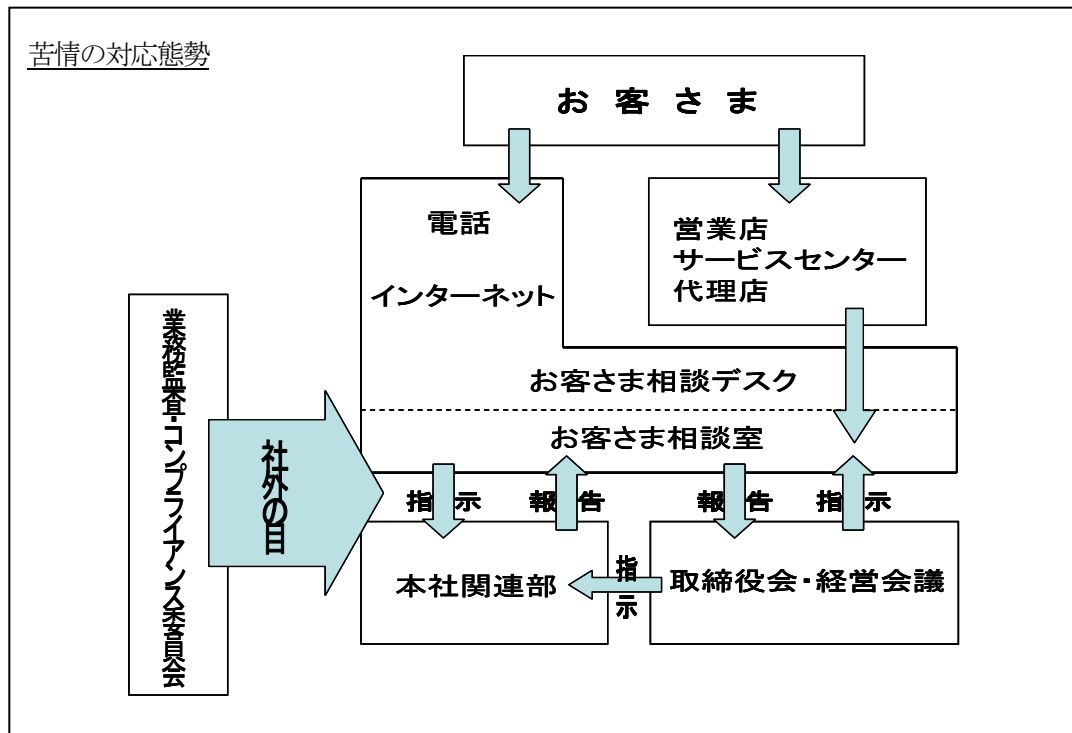 苦情の対応態勢
お 客 さ ま
電話
インターネット
営業店
サービスセンター
代理店
お客さま相談デスク
お客さま相談室
業務監査・コンプライアンス委員会
社外の目
指 示
報 告
報 告
指 示
本社関連部
指示
取締役会・経営会議